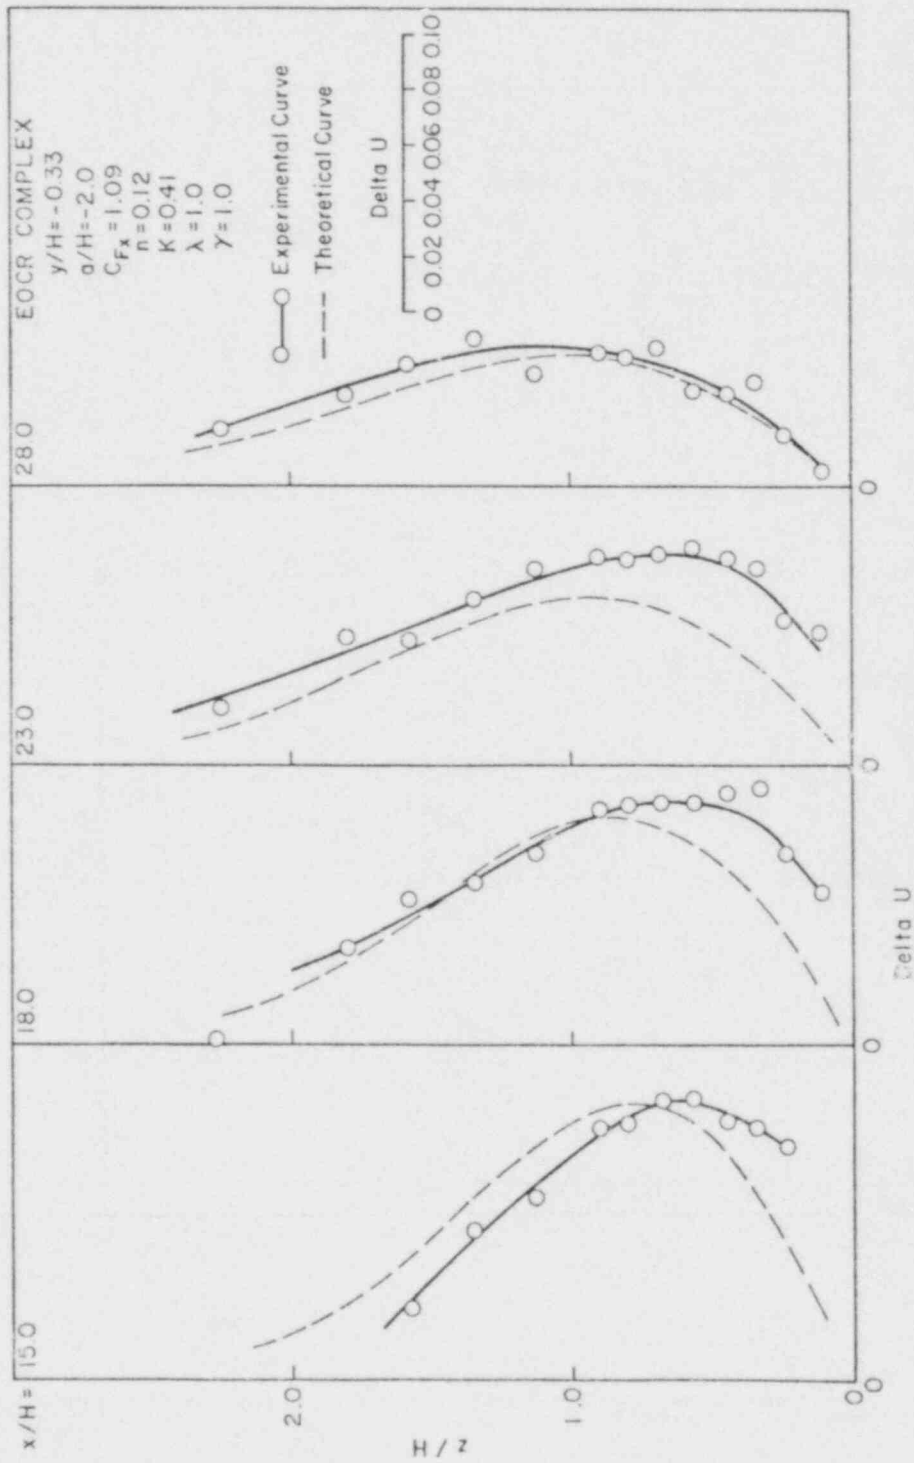 x/H=
15.0
18.0
23.0
28.0
EOCR COMPLEX
y/H=-0.33
a/H=-2.0
C_Fx=1.09
n=0.12
K=0.41
λ=1.0
γ=1.0
Experimental Curve
Theoretical Curve
Delta U
0 0.02 0.04 0.06 0.08 0.10
2.0
z/H
1.0
0
0
0
0
0
Delta U